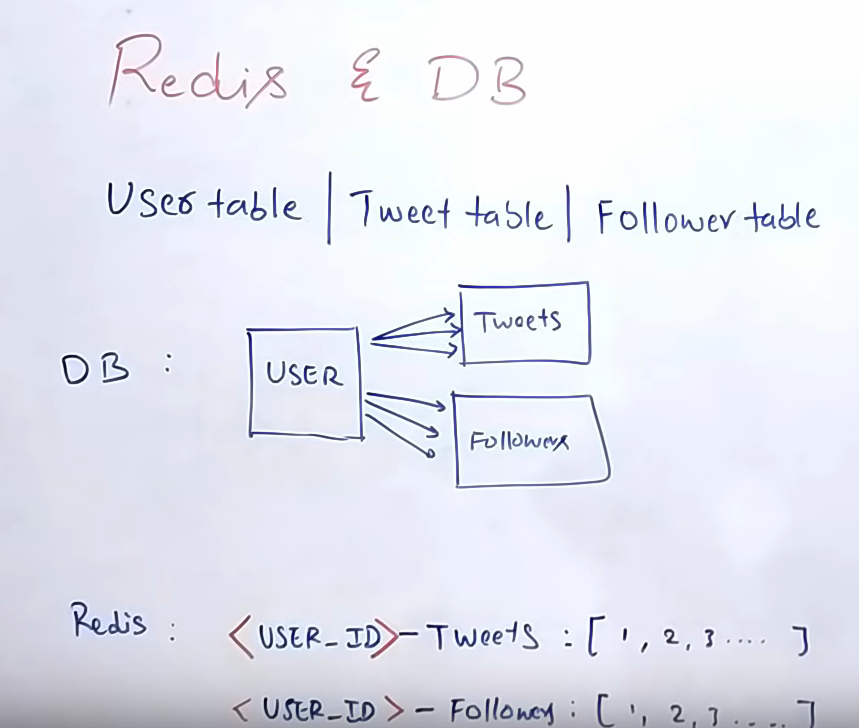 Redis & DB
User table | Tweet table | Follower table
Tweets
DB : USER
Followers
Redis : <USER_ID>-Tweets : [ 1, 2, 3 .... ]
<USER_ID> - Followers : [ 1, 2, 3 .... ]